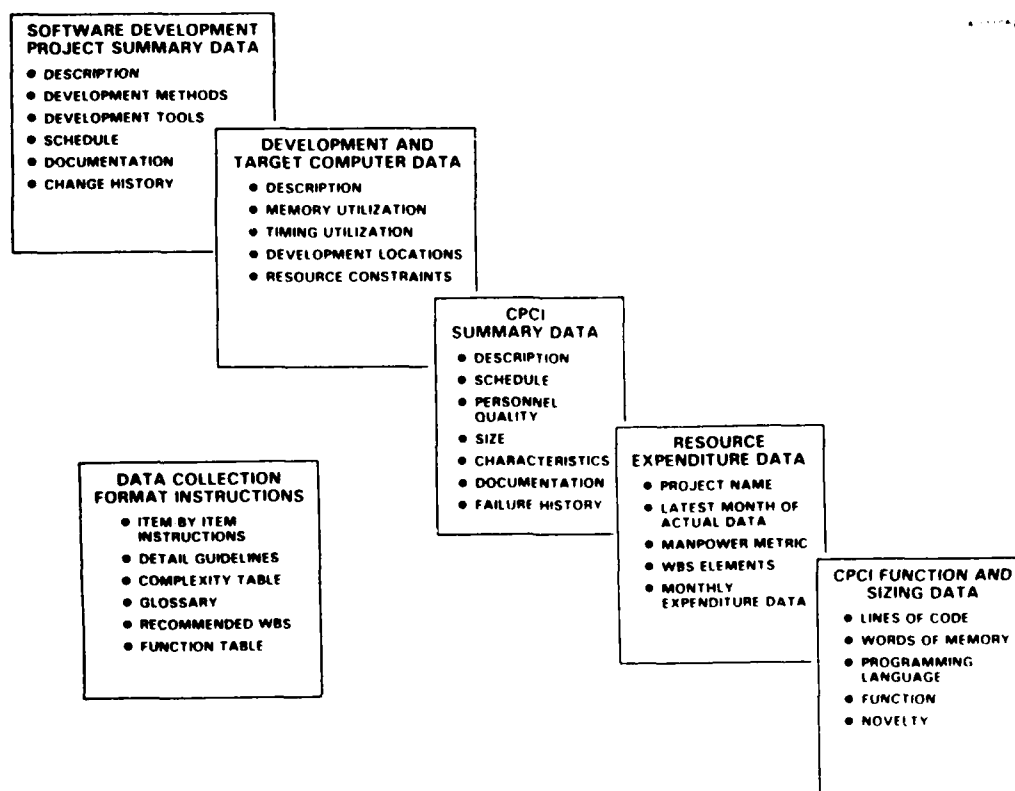 SOFTWARE DEVELOPMENT
PROJECT SUMMARY DATA
● DESCRIPTION
● DEVELOPMENT METHODS
● DEVELOPMENT TOOLS
● SCHEDULE
● DOCUMENTATION
● CHANGE HISTORY
DEVELOPMENT AND
TARGET COMPUTER DATA
● DESCRIPTION
● MEMORY UTILIZATION
● TIMING UTILIZATION
● DEVELOPMENT LOCATIONS
● RESOURCE CONSTRAINTS
CPCI
SUMMARY DATA
● DESCRIPTION
● SCHEDULE
● PERSONNEL
QUALITY
● SIZE
● CHARACTERISTICS
● DOCUMENTATION
● FAILURE HISTORY
RESOURCE
EXPENDITURE DATA
● PROJECT NAME
● LATEST MONTH OF
ACTUAL DATA
● MANPOWER METRIC
● WBS ELEMENTS
● MONTHLY
EXPENDITURE DATA
CPCI FUNCTION AND
SIZING DATA
● LINES OF CODE
● WORDS OF MEMORY
● PROGRAMMING
LANGUAGE
● FUNCTION
● NOVELTY
DATA COLLECTION
FORMAT INSTRUCTIONS
● ITEM BY ITEM
INSTRUCTIONS
● DETAIL GUIDELINES
● COMPLEXITY TABLE
● GLOSSARY
● RECOMMENDED WBS
● FUNCTION TABLE